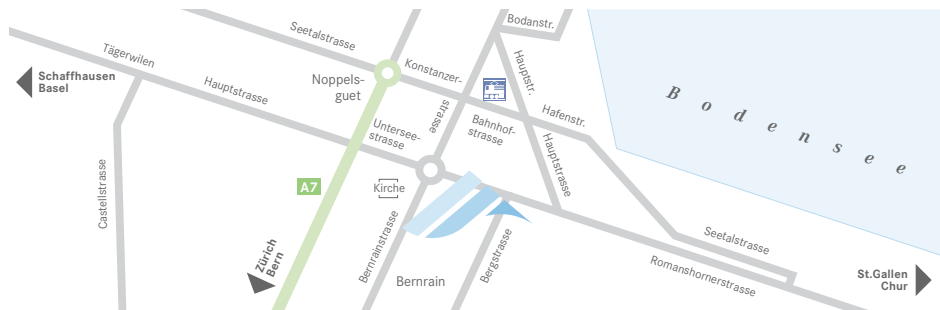 Bodanstr.
Seetalstrasse
Tägerwilen
Hauptstr.
Konstanzer-
strasse
Schaffhausen
Basel
Noppels-
guet
Hauptstrasse
Bodensee
Hafenstr.
Bahnhof-
strasse
Untersee-
strasse
Hauptstrasse
A7
Kirche
Castellstrasse
Bernrainstrasse
Bergstrasse
Seetalstrasse
Zürich
Bern
Romanshornerstrasse
Bernrain
St.Gallen
Chur